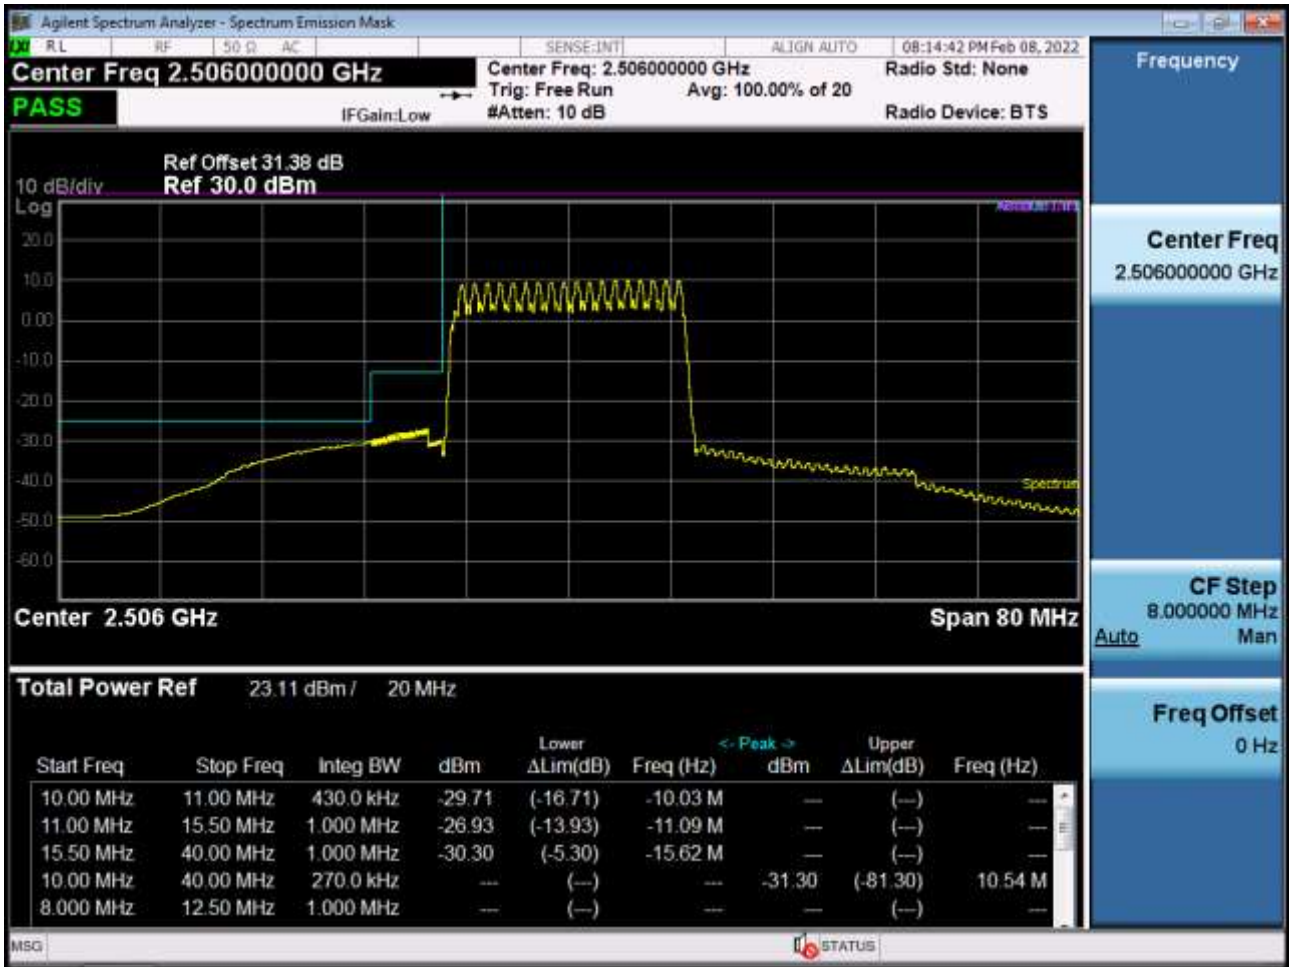 Agilent Spectrum Analyzer - Spectrum Emission Mask
RL RF 50 Ω AC SENSE:INT ALIGN AUTO 08:14:42 PM Feb 08, 2022
Center Freq 2.506000000 GHz
Center Freq: 2.506000000 GHz Radio Std: None
Trig: Free Run Avg: 100.00% of 20
PASS IFGain:Low #Atten: 10 dB Radio Device: BTS
Ref Offset 31.38 dB
10 dB/div Ref 30.0 dBm
Log
20.0
10.0
0.00
-10.0
-20.0
-30.0
-40.0
Spectrum
-50.0
-60.0
Center 2.506 GHz Span 80 MHz
Total Power Ref 23.11 dBm / 20 MHz
Lower <- Peak -> Upper
Start Freq Stop Freq Integ BW dBm ΔLim(dB) Freq (Hz) dBm ΔLim(dB) Freq (Hz)
10.00 MHz 11.00 MHz 430.0 kHz -29.71 (-16.71) -10.03 M --- (---) ---
11.00 MHz 15.50 MHz 1.000 MHz -26.93 (-13.93) -11.09 M --- (---) ---
15.50 MHz 40.00 MHz 1.000 MHz -30.30 (-5.30) -15.62 M --- (---) ---
10.00 MHz 40.00 MHz 270.0 kHz --- (---) --- -31.30 (-81.30) 10.54 M
8.000 MHz 12.50 MHz 1.000 MHz --- (---) --- --- (---) ---
MSG STATUS
Frequency
Center Freq
2.506000000 GHz
CF Step
8.000000 MHz
Auto Man
Freq Offset
0 Hz